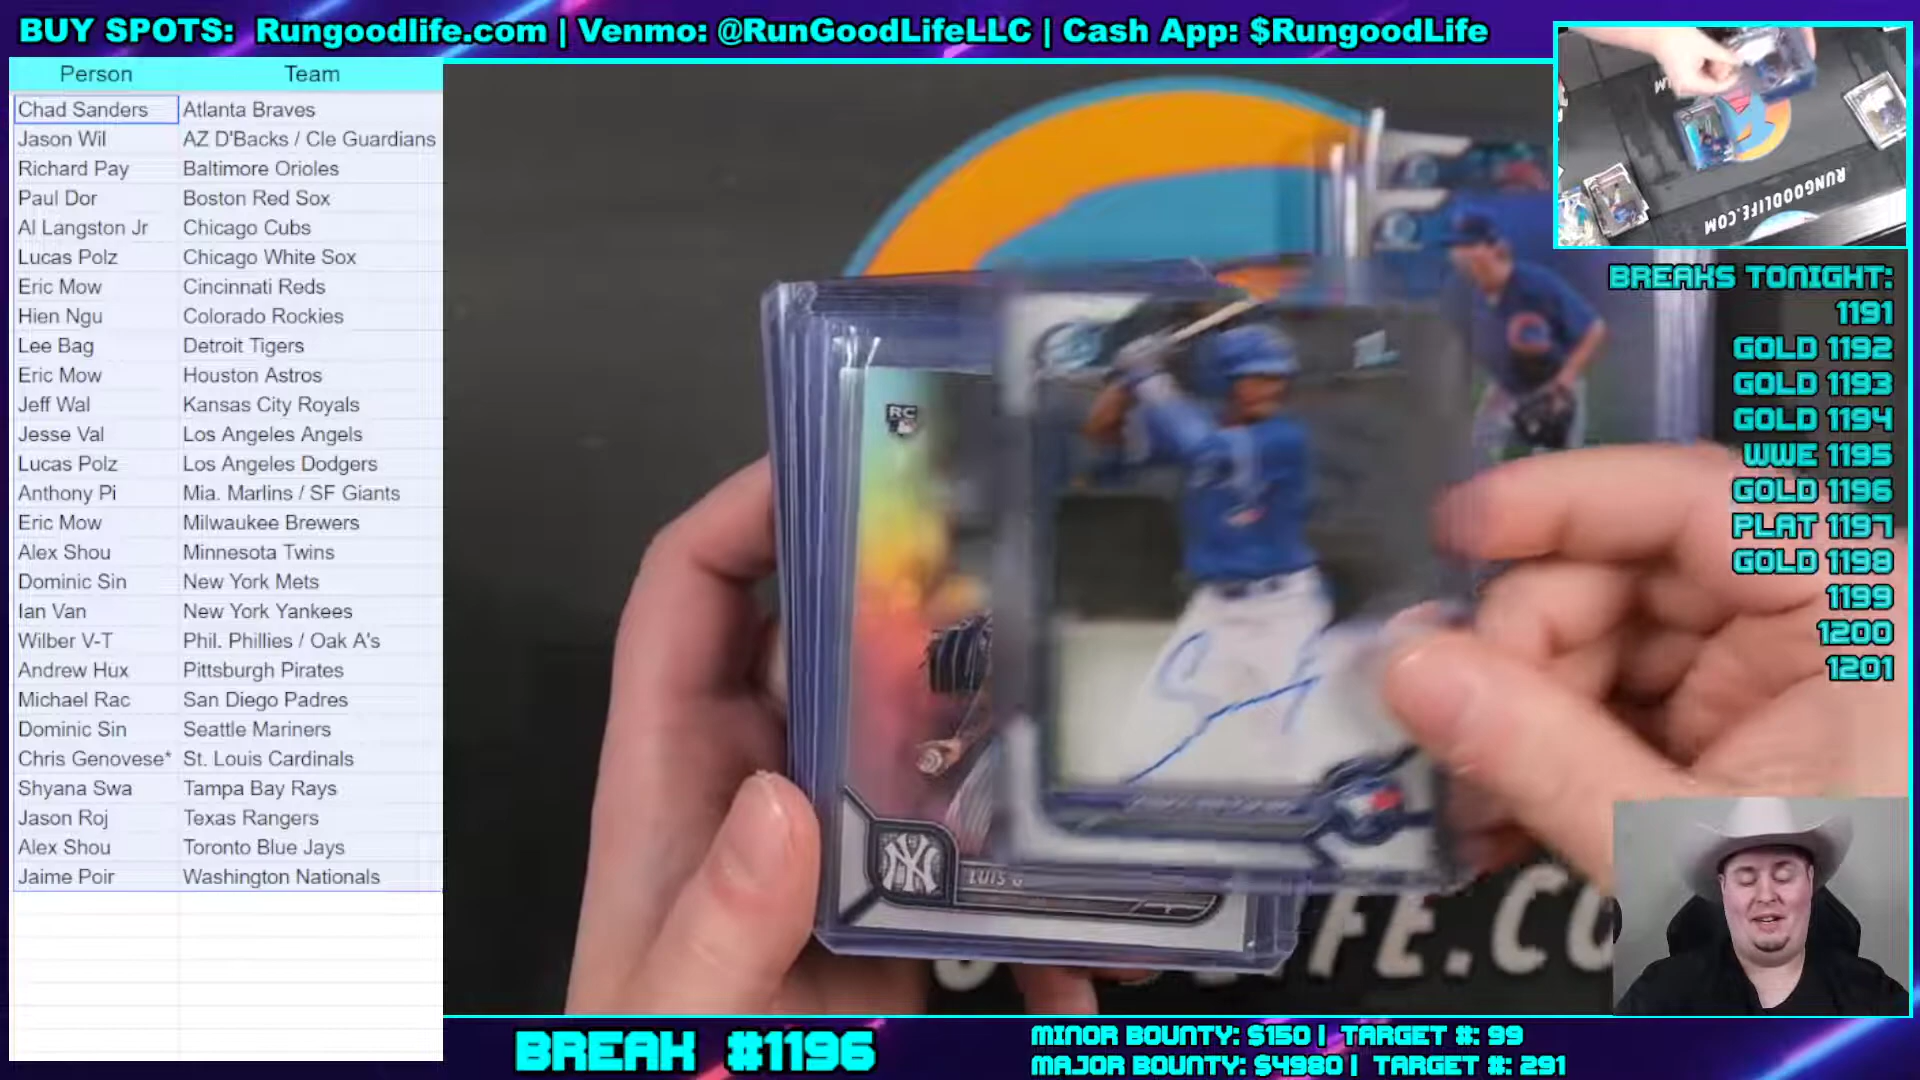 BUY SPOTS: Rungoodlife.com | Venmo: @RunGoodLifeLLC | Cash App: $RungoodLife
Person Team
Chad Sanders Atlanta Braves
Jason Wil AZ D'Backs / Cle Guardians
Richard Pay Baltimore Orioles
Paul Dor Boston Red Sox
Al Langston Jr Chicago Cubs
Lucas Polz Chicago White Sox
Eric Mow Cincinnati Reds
Hien Ngu Colorado Rockies
Lee Bag Detroit Tigers
Eric Mow Houston Astros
Jeff Wal Kansas City Royals
Jesse Val Los Angeles Angels
Lucas Polz Los Angeles Dodgers
Anthony Pi Mia. Marlins / SF Giants
Eric Mow Milwaukee Brewers
Alex Shou Minnesota Twins
Dominic Sin New York Mets
Ian Van New York Yankees
Wilber V-T Phil. Phillies / Oak A's
Andrew Hux Pittsburgh Pirates
Michael Rac San Diego Padres
Dominic Sin Seattle Mariners
Chris Genovese* St. Louis Cardinals
Shyana Swa Tampa Bay Rays
Jason Roj Texas Rangers
Alex Shou Toronto Blue Jays
Jaime Poir Washington Nationals
RC
NY
LUIS G
FE.CO
RUNGOODLIFE.COM
BREAKS TONIGHT:
1191
GOLD 1192
GOLD 1193
GOLD 1194
WWE 1195
GOLD 1196
PLAT 1197
GOLD 1198
1199
1200
1201
BREAK #1196
MINOR BOUNTY: $150 | TARGET #: 99
MAJOR BOUNTY: $4980 | TARGET #: 291